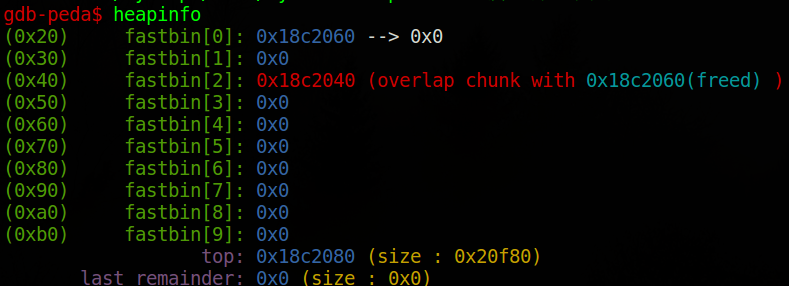 gdb-peda$ heapinfo
(0x20)     fastbin[0]: 0x18c2060 --> 0x0
(0x30)     fastbin[1]: 0x0
(0x40)     fastbin[2]: 0x18c2040 (overlap chunk with 0x18c2060(freed) )
(0x50)     fastbin[3]: 0x0
(0x60)     fastbin[4]: 0x0
(0x70)     fastbin[5]: 0x0
(0x80)     fastbin[6]: 0x0
(0x90)     fastbin[7]: 0x0
(0xa0)     fastbin[8]: 0x0
(0xb0)     fastbin[9]: 0x0
top: 0x18c2080 (size : 0x20f80)
last_remainder: 0x0 (size : 0x0)